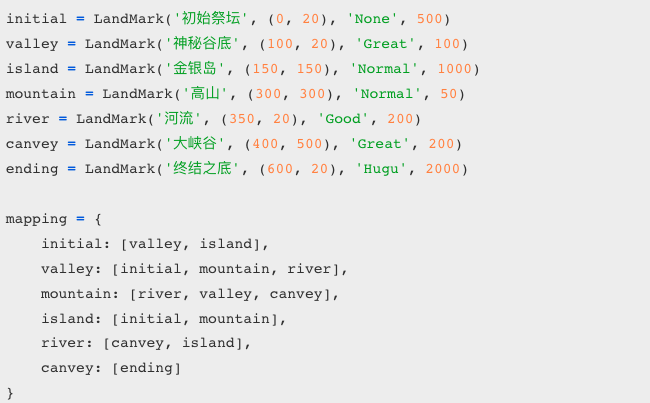 initial = LandMark('初始祭坛', (0, 20), 'None', 500)
valley = LandMark('神秘谷底', (100, 20), 'Great', 100)
island = LandMark('金银岛', (150, 150), 'Normal', 1000)
mountain = LandMark('高山', (300, 300), 'Normal', 50)
river = LandMark('河流', (350, 20), 'Good', 200)
canvey = LandMark('大峡谷', (400, 500), 'Great', 200)
ending = LandMark('终结之底', (600, 20), 'Hugu', 2000)

mapping = {
    initial: [valley, island],
    valley: [initial, mountain, river],
    mountain: [river, valley, canvey],
    island: [initial, mountain],
    river: [canvey, island],
    canvey: [ending]
}